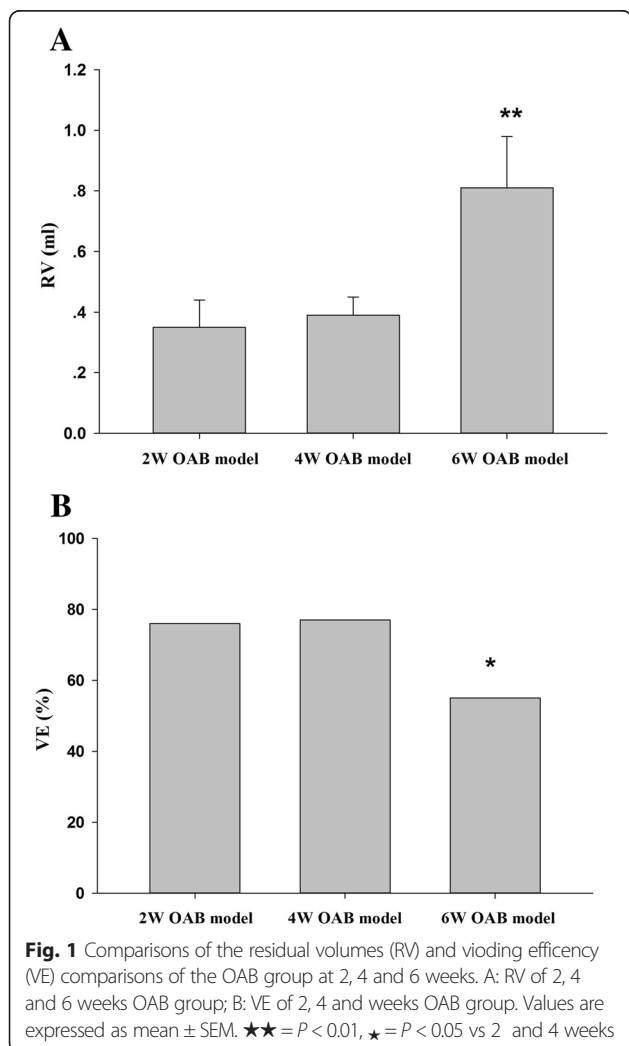 A
**
1.2
1.0
.8
.6
.4
.2
0.0
RV (ml)
2W OAB model 4W OAB model 6W OAB model
B
*
100
80
60
40
20
0
VE (%)
2W OAB model 4W OAB model 6W OAB model
Fig. 1 Comparisons of the residual volumes (RV) and vioding efficency
(VE) comparisons of the OAB group at 2, 4 and 6 weeks. A: RV of 2, 4
and 6 weeks OAB group; B: VE of 2, 4 and weeks OAB group. Values are
expressed as mean ± SEM. ★★ = P < 0.01, ★ = P < 0.05 vs 2 and 4 weeks